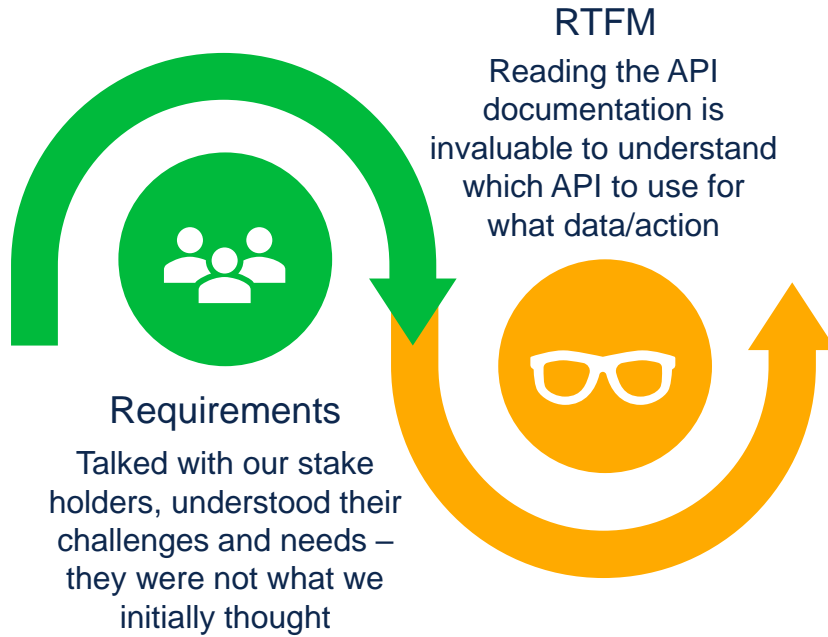 RTFM
Reading the API
documentation is
invaluable to understand
which API to use for
what data/action
Requirements
Talked with our stake
holders, understood their
challenges and needs –
they were not what we
initially thought